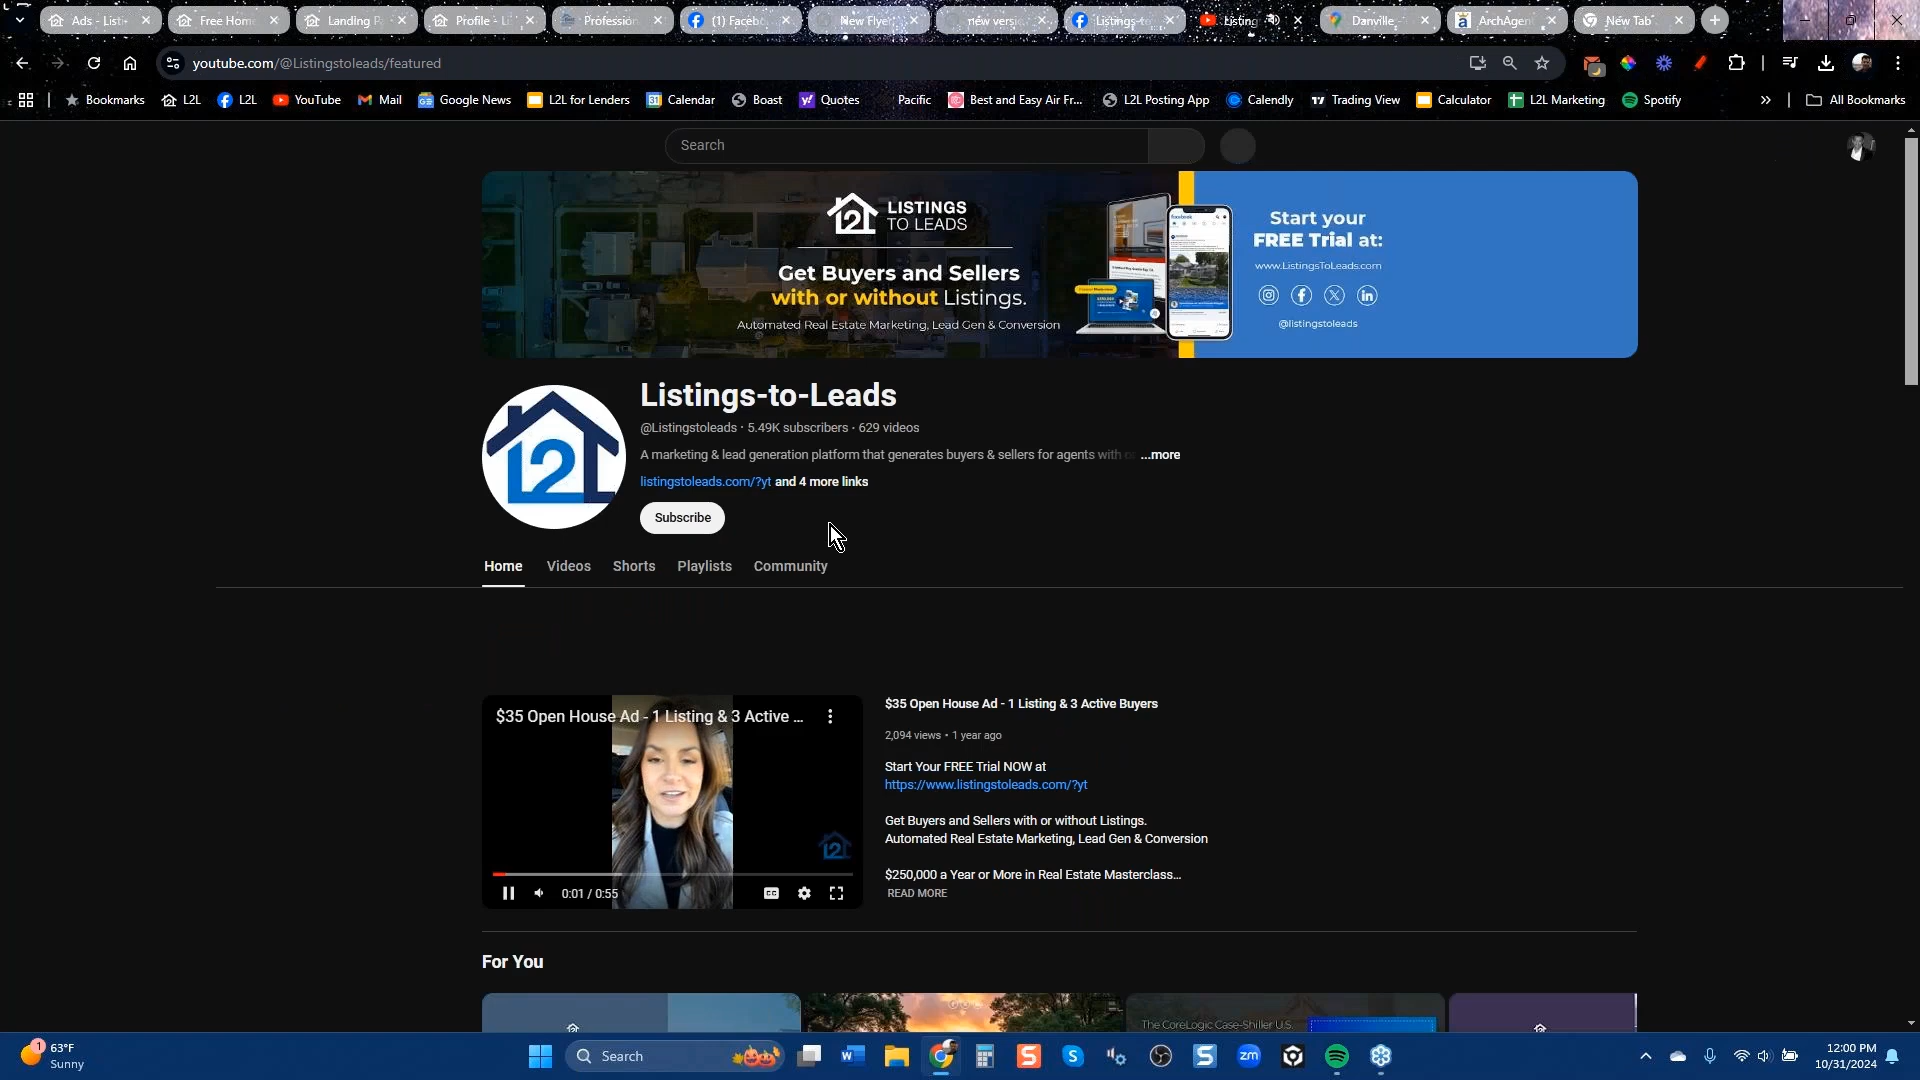 Ads - List
Free Home
Landing P
Profile - Li
Profession
(1) Faceb
New Flye
new versi
Listings-to
Listing
Danville
ArchAgen
New Tab
youtube.com/@Listingstoleads/featured
Bookmarks
L2L
L2L
YouTube
Mail
Google News
L2L for Lenders
Calendar
Boast
Quotes
Pacific
Best and Easy Air Fr...
L2L Posting App
Calendly
Trading View
Calculator
L2L Marketing
Spotify
All Bookmarks
Search
L2L
LISTINGS
TO LEADS
Get Buyers and Sellers
with or without Listings.
Automated Real Estate Marketing, Lead Gen & Conversion
Start your
FREE Trial at:
www.ListingsToLeads.com
@listingstoleads
L2L
Listings-to-Leads
@Listingstoleads · 5.49K subscribers · 629 videos
A marketing & lead generation platform that generates buyers & sellers for agents with o ...more
listingstoleads.com/?yt and 4 more links
Subscribe
Home
Videos
Shorts
Playlists
Community
$35 Open House Ad - 1 Listing & 3 Active ...
0:01 / 0:55
$35 Open House Ad - 1 Listing & 3 Active Buyers
2,094 views · 1 year ago
Start Your FREE Trial NOW at
https://www.listingstoleads.com/?yt
Get Buyers and Sellers with or without Listings.
Automated Real Estate Marketing, Lead Gen & Conversion
$250,000 a Year or More in Real Estate Masterclass...
READ MORE
For You
The CoreLogic Case-Shiller U.S.
1
63°F
Sunny
Search
zm
12:00 PM
10/31/2024